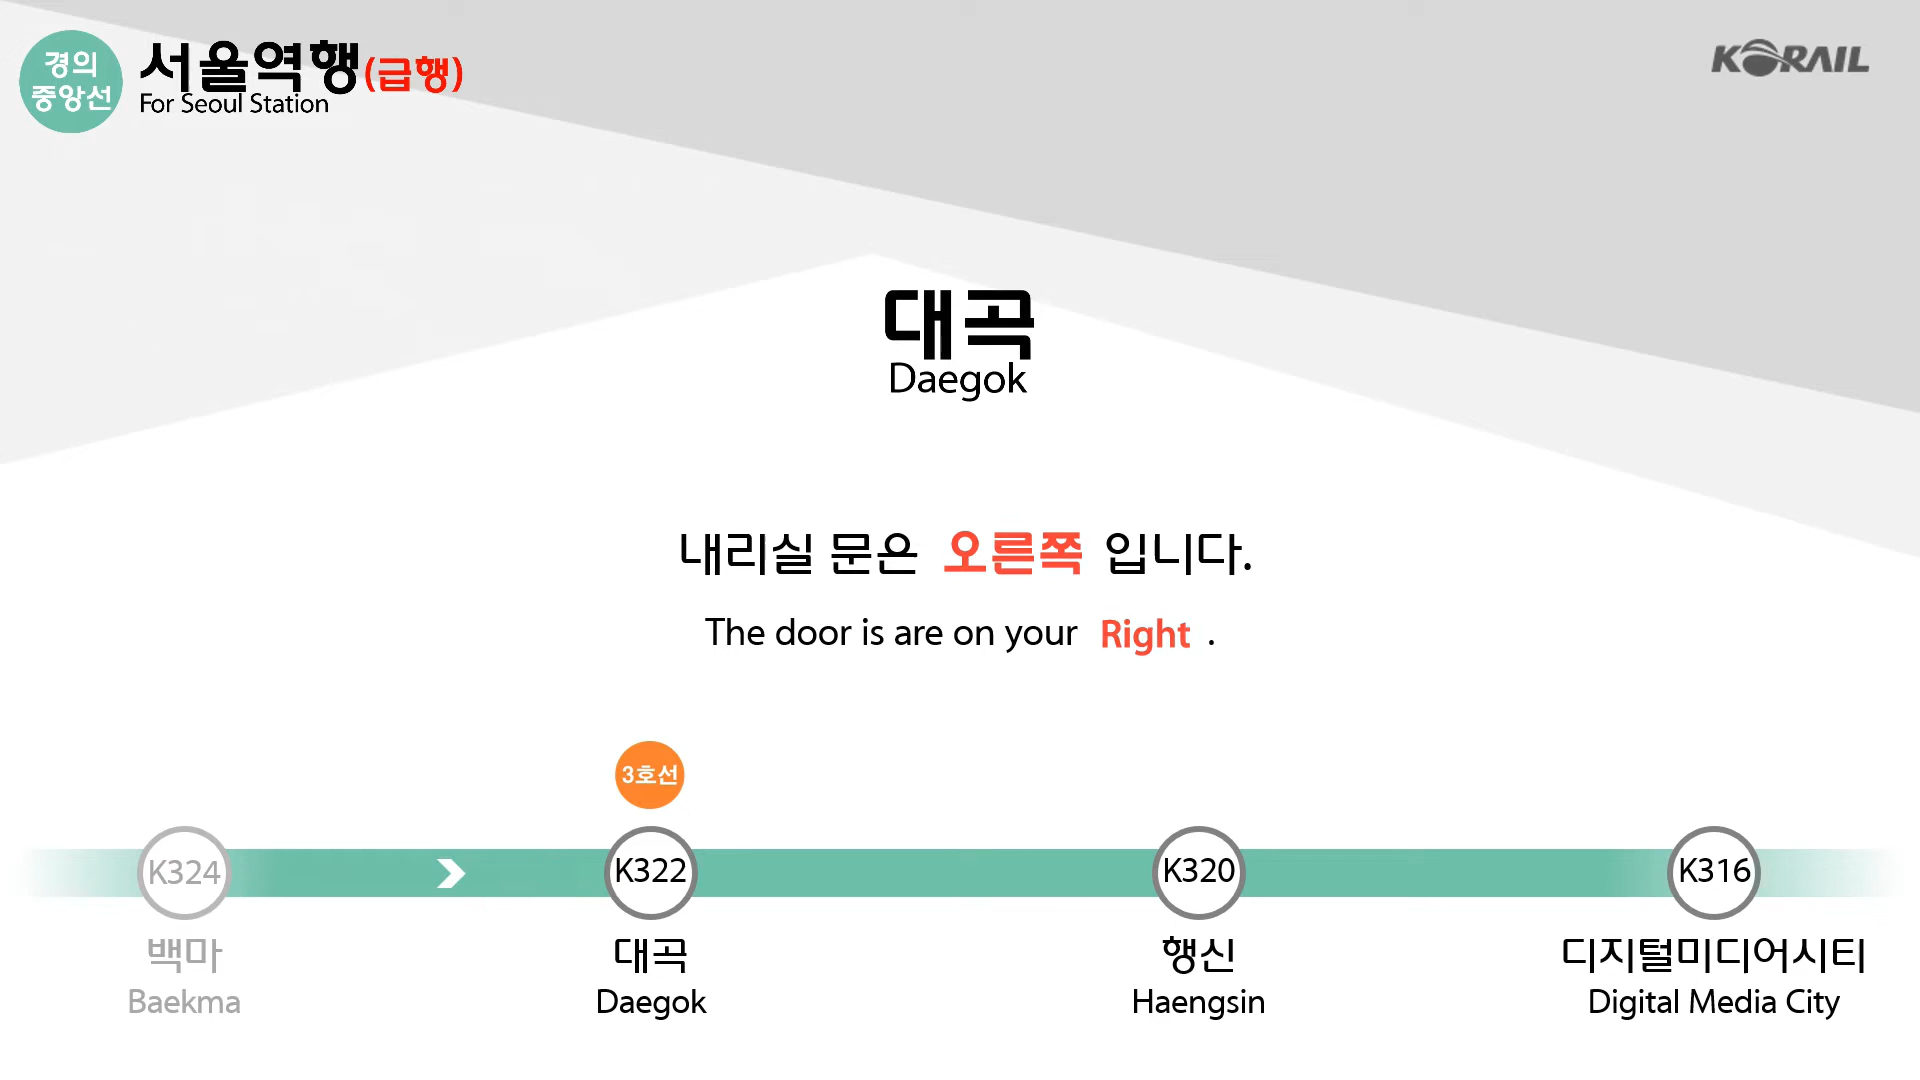 경의
중앙선
서울역행(급행)
For Seoul Station
KORAIL
대곡
Daegok
내리실 문은 오른쪽 입니다.
The door is are on your Right .
3호선
K324
K322
K320
K316
백마
대곡
행신
디지털미디어시티
Baekma
Daegok
Haengsin
Digital Media City